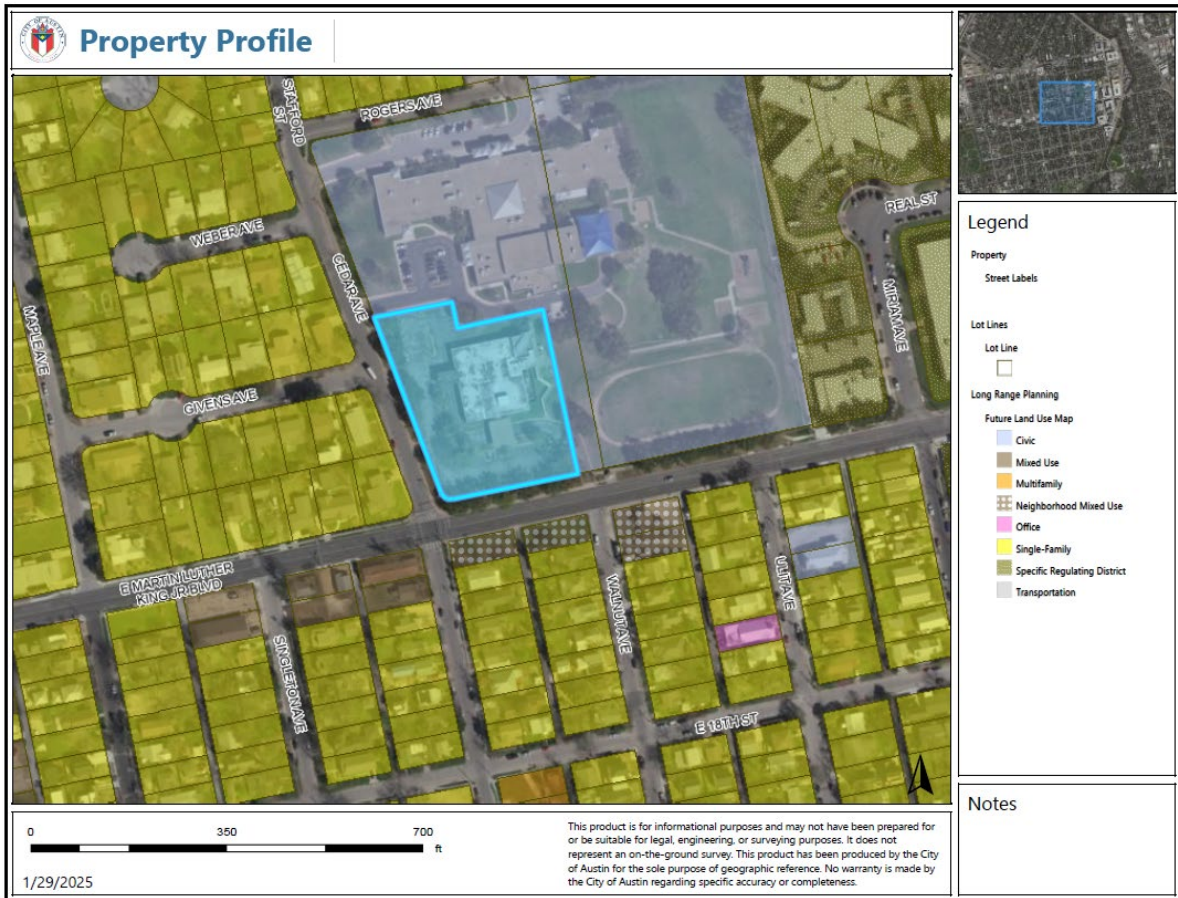 CITY OF AUSTIN
Property Profile
STAFFORD
ST
ROGERS AVE
WEBER AVE
CEDAR AVE
MAPLE AVE
GIVENS AVE
REAL ST
MIRIAM AVE
E MARTIN LUTHER
KING JR BLVD
SINGLETON AVE
WALNUT AVE
ULIT AVE
E 18TH ST
Legend
Property
Street Labels
Lot Lines
Lot Line
Long Range Planning
Future Land Use Map
Civic
Mixed Use
Multifamily
Neighborhood Mixed Use
Office
Single-Family
Specific Regulating District
Transportation
Notes
0 350 700
ft
1/29/2025
This product is for informational purposes and may not have been prepared for
or be suitable for legal, engineering, or surveying purposes. It does not
represent an on-the-ground survey. This product has been produced by the City
of Austin for the sole purpose of geographic reference. No warranty is made by
the City of Austin regarding specific accuracy or completeness.